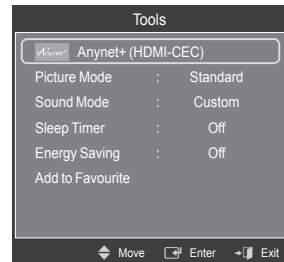 Tools
Anynet+ Anynet+ (HDMI-CEC)
Picture Mode : Standard
Sound Mode : Custom
Sleep Timer : Off
Energy Saving : Off
Add to Favourite
Move Enter Exit